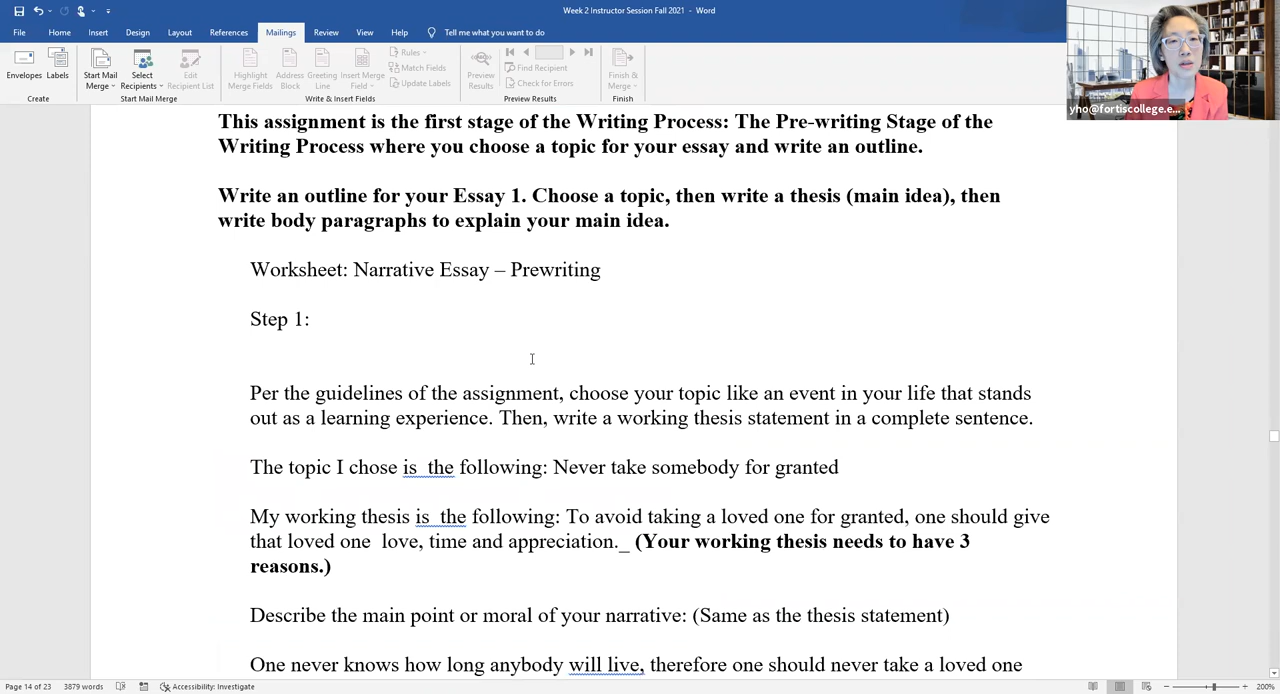 Week 2 Instructor Session Fall 2021 - Word
File Home Insert Design Layout References Mailings Review View Help Tell me what you want to do
Envelopes Labels
Create
Start Mail Merge
Select Recipients
Edit Recipient List
Start Mail Merge
Highlight Merge Fields
Address Block
Greeting Line
Insert Merge Field
Rules
Match Fields
Update Labels
Write & Insert Fields
Preview Results
Find Recipient
Check for Errors
Preview Results
Finish & Merge
Finish
yho@fortiscollege.e...
This assignment is the first stage of the Writing Process: The Pre-writing Stage of the
Writing Process where you choose a topic for your essay and write an outline.
Write an outline for your Essay 1. Choose a topic, then write a thesis (main idea), then
write body paragraphs to explain your main idea.
Worksheet: Narrative Essay – Prewriting
Step 1:
Per the guidelines of the assignment, choose your topic like an event in your life that stands
out as a learning experience. Then, write a working thesis statement in a complete sentence.
The topic I chose is  the following: Never take somebody for granted
My working thesis is  the following: To avoid taking a loved one for granted, one should give
that loved one  love, time and appreciation._ (Your working thesis needs to have 3
reasons.)
Describe the main point or moral of your narrative: (Same as the thesis statement)
One never knows how long anybody will live, therefore one should never take a loved one
Page 14 of 23 3879 words Accessibility: Investigate 200%